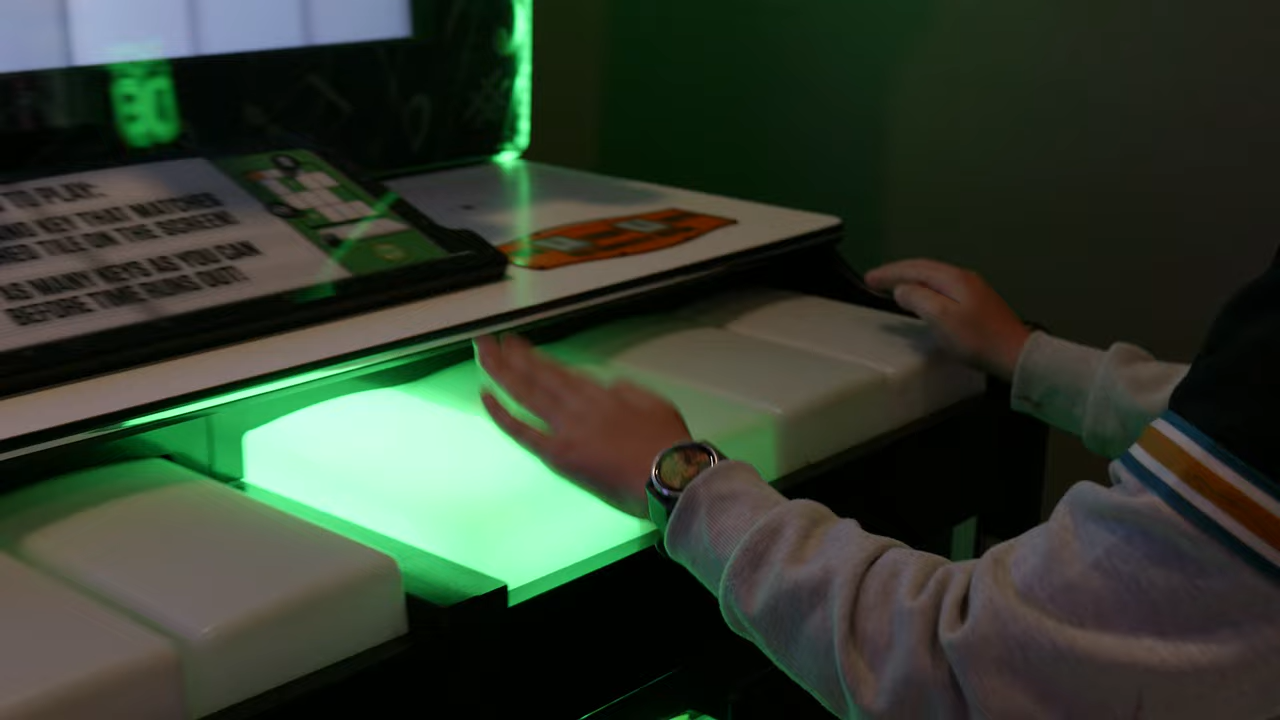 30
TO PLAY:
KEY THAT MATCHES
TILE ON THE SCREEN
AS MANY KEYS AS YOU CAN
BEFORE TIME RUNS OUT!